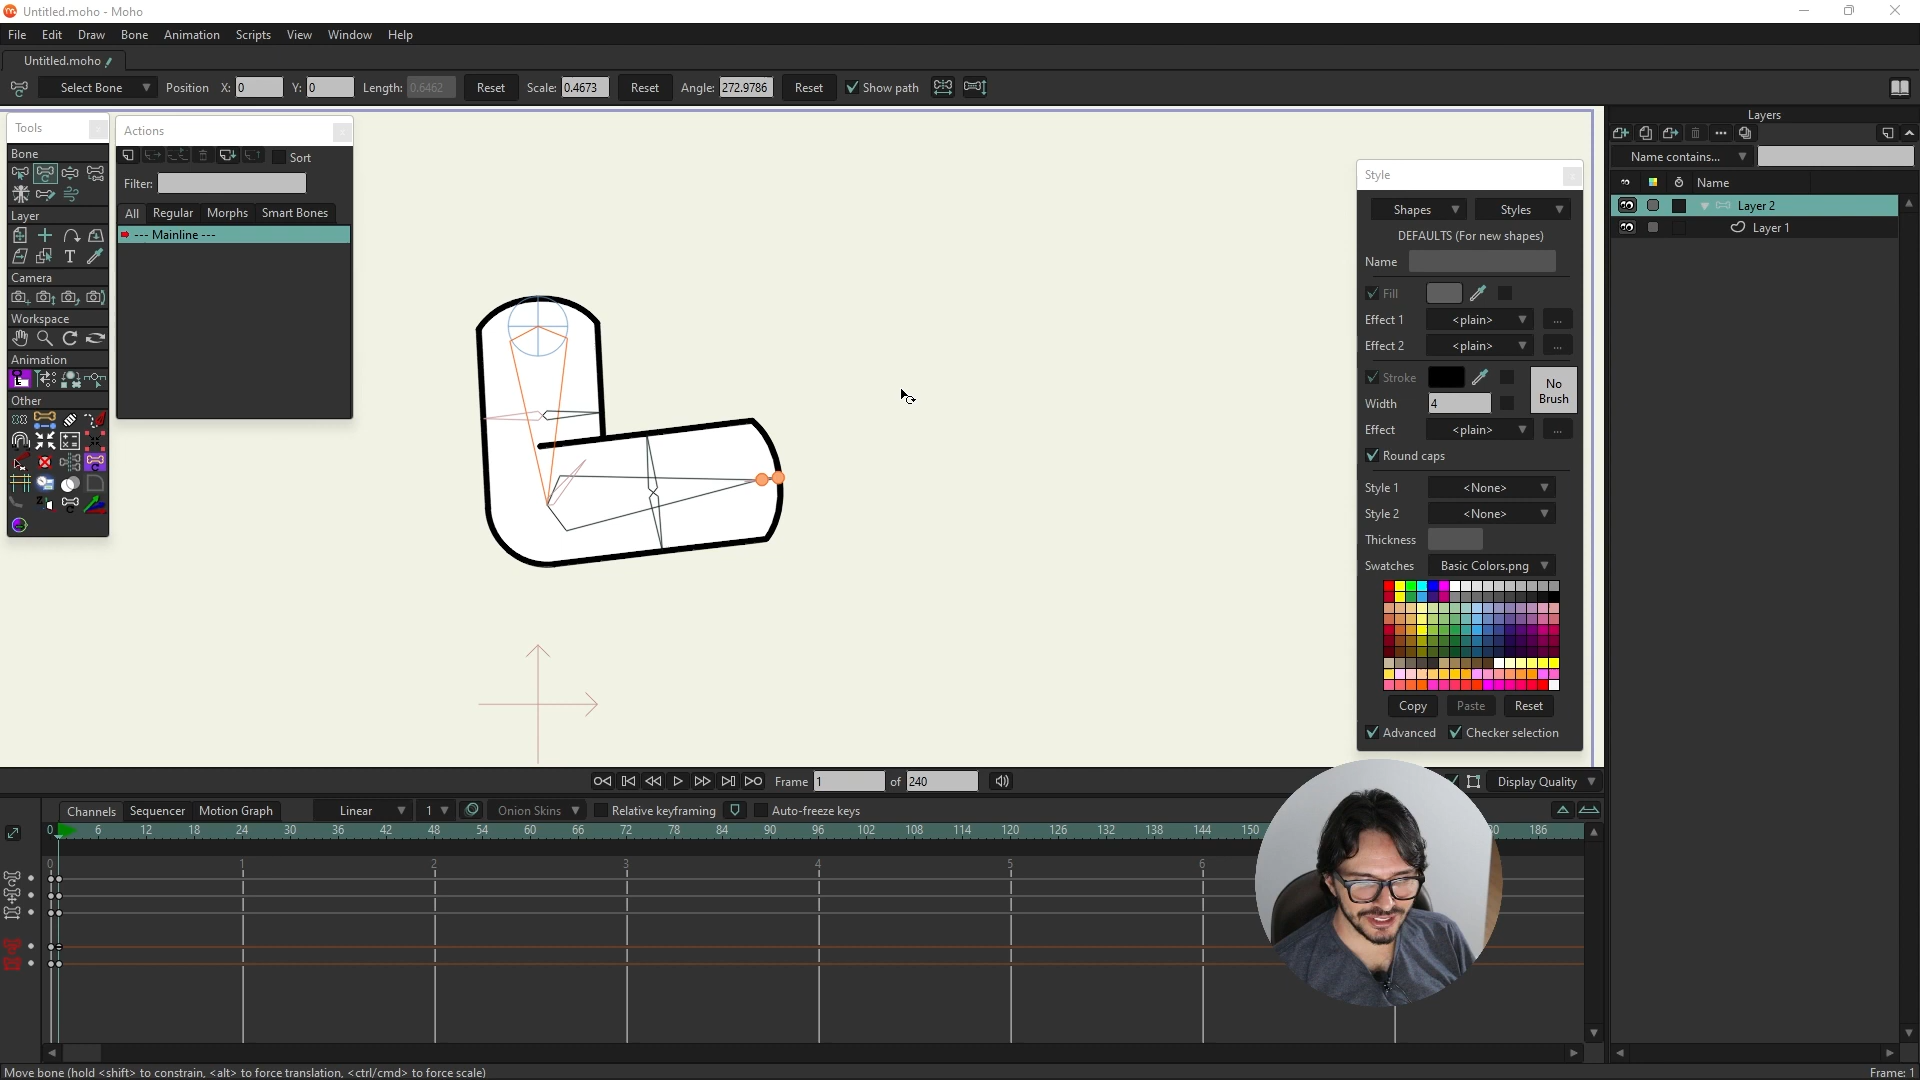 Untitled.moho - Moho
File Edit Draw Bone Animation Scripts View Window Help
Untitled.moho
Select Bone Position X: 0 Y: 0 Length: 0.6462 Reset Scale: 0.4673 Reset Angle: 272.9786 Reset Show path
Tools
Bone
Layer
Camera
Workspace
Animation
Other
Actions
Sort
Filter:
All Regular Morphs Smart Bones
--- Mainline ---
Style
Shapes Styles
DEFAULTS (For new shapes)
Name
Fill
Effect 1 <plain> ...
Effect 2 <plain> ...
Stroke
No Brush
Width 4
Effect <plain> ...
Round caps
Style 1 <None>
Style 2 <None>
Thickness
Swatches Basic Colors.png
Copy Paste Reset
Advanced Checker selection
Layers
Name contains...
Name
Layer 2
Layer 1
Frame 1 of 240 Display Quality
Channels Sequencer Motion Graph Linear 1 Onion Skins Relative keyframing Auto-freeze keys
0 6 12 18 24 30 36 42 48 54 60 66 72 78 84 90 96 102 108 114 120 126 132 138 144 150 186
0 1 2 3 4 5 6
Move bone (hold <shift> to constrain, <alt> to force translation, <ctrl/cmd> to force scale)
Frame: 1